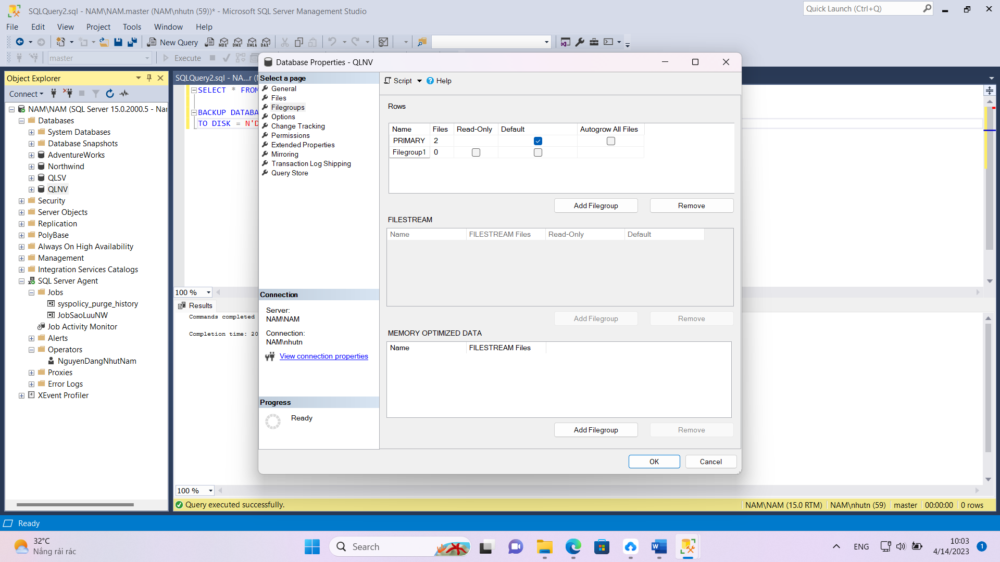 SQLQuery2.sql - NAM\NAM.master (NAM\nhutn (59))* - Microsoft SQL Server Management Studio
Quick Launch (Ctrl+Q)
File Edit View Project Tools Window Help
New Query MDX DMX XMLA DAX
master Execute
Object Explorer
Connect
NAM\NAM (SQL Server 15.0.2000.5 - Nar
Databases
System Databases
Database Snapshots
AdventureWorks
Northwind
QLSV
QLNV
Security
Server Objects
Replication
PolyBase
Always On High Availability
Management
Integration Services Catalogs
SQL Server Agent
Jobs
syspolicy_purge_history
JobSaoLuuNW
Job Activity Monitor
Alerts
Operators
NguyenDangNhutNam
Proxies
Error Logs
XEvent Profiler
SQLQuery2.sql - NA...r (
SELECT * FROM
BACKUP DATABA
TO DISK = N'D
100 %
Results
Commands completed
Completion time: 20
100 %
Query executed successfully.
NAM\NAM (15.0 RTM) NAM\nhutn (59) master 00:00:00 0 rows
Database Properties - QLNV
Select a page
General
Files
Filegroups
Options
Change Tracking
Permissions
Extended Properties
Mirroring
Transaction Log Shipping
Query Store
Connection
Server:
NAM\NAM
Connection:
NAM\nhutn
View connection properties
Progress
Ready
Script Help
Rows
Name Files Read-Only Default Autogrow All Files
PRIMARY 2
Filegroup1 0
Add Filegroup Remove
FILESTREAM
Name FILESTREAM Files Read-Only Default
Add Filegroup Remove
MEMORY OPTIMIZED DATA
Name FILESTREAM Files
Add Filegroup Remove
OK Cancel
Ready
32°C
Nắng rải rác
Search
ENG
10:03
4/14/2023
1